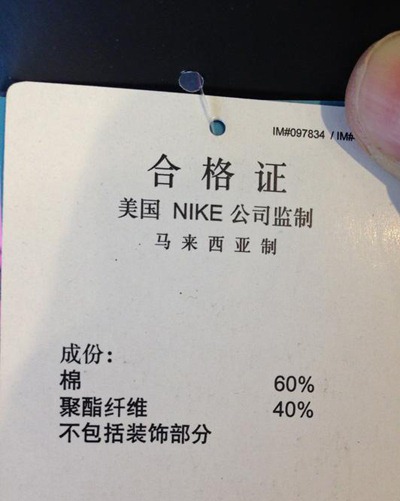 IM#097834 / IM#
合格证
美国 NIKE 公司监制
马来西亚制
成份：
棉 60%
聚酯纤维 40%
不包括装饰部分